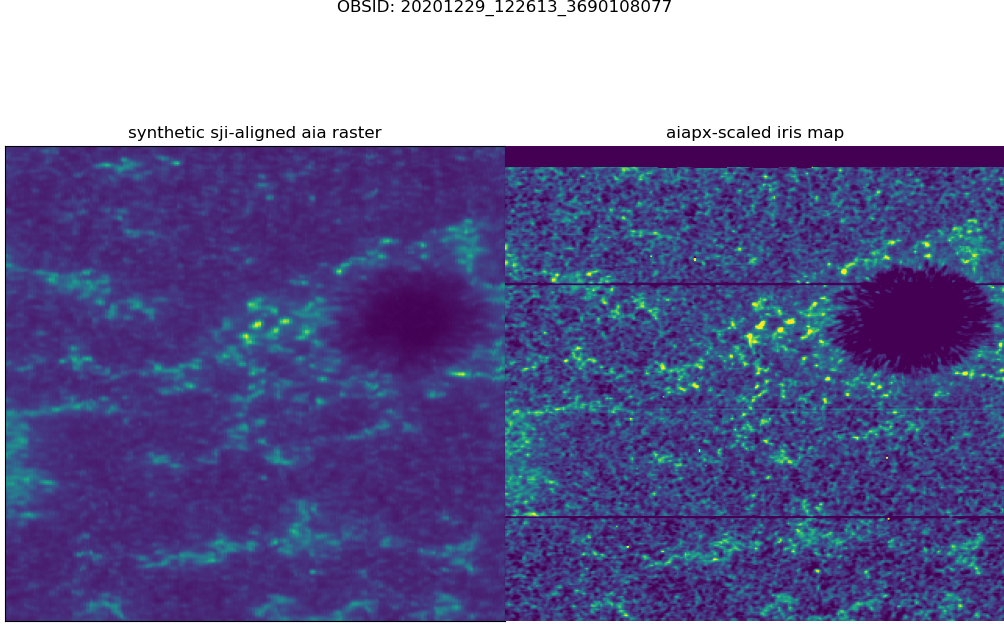 OBSID: 20201229_122613_3690108077
synthetic sji-aligned aia raster
aiapx-scaled iris map